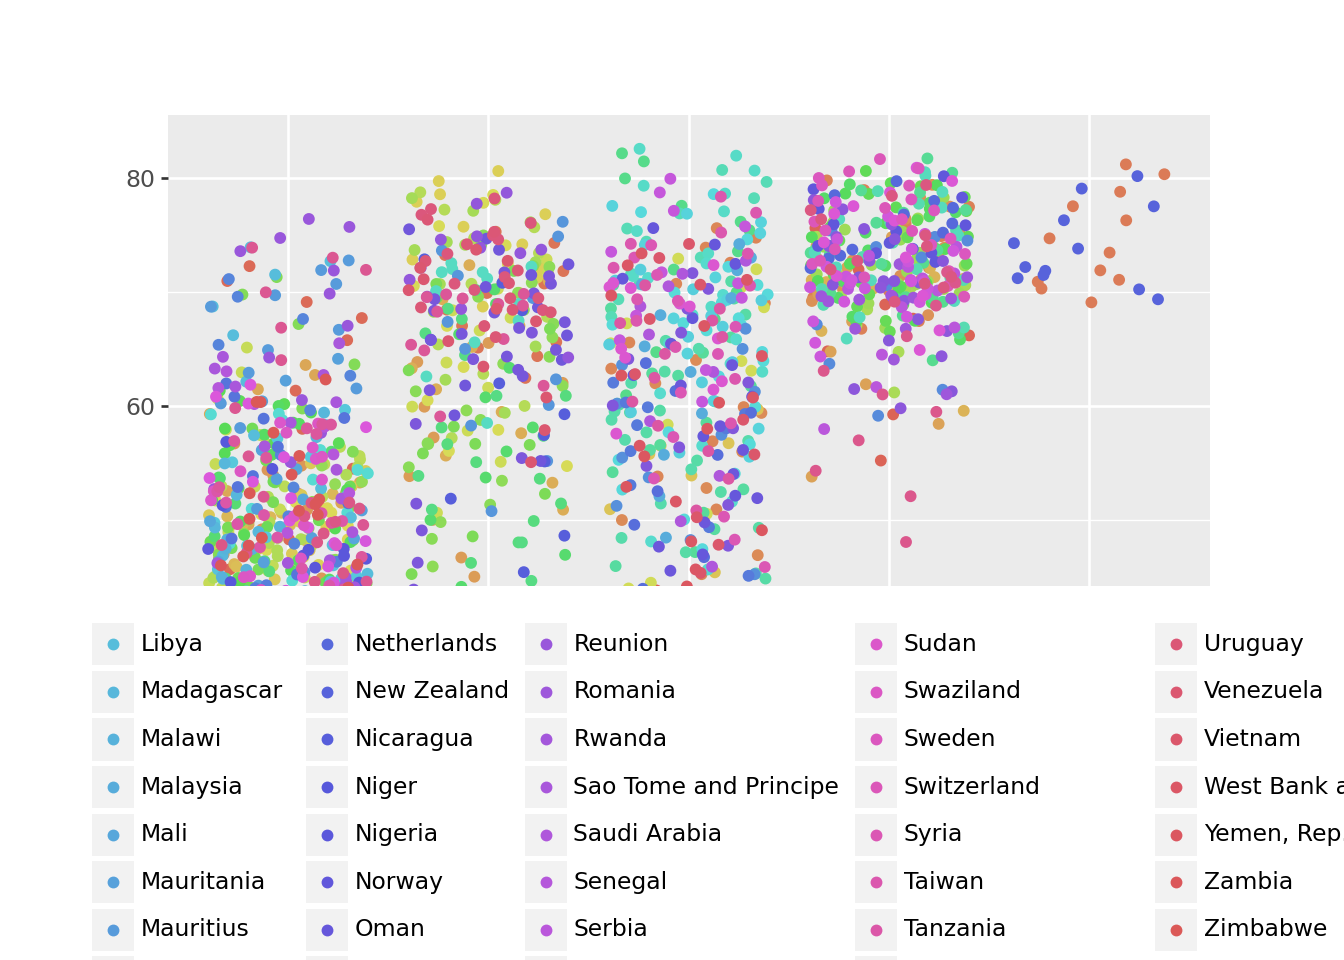 80
60
Libya
Netherlands
Reunion
Sudan
Uruguay
Madagascar
New Zealand
Romania
Swaziland
Venezuela
Malawi
Nicaragua
Rwanda
Sweden
Vietnam
Malaysia
Niger
Sao Tome and Principe
Switzerland
West Bank a
Mali
Nigeria
Saudi Arabia
Syria
Yemen, Rep.
Mauritania
Norway
Senegal
Taiwan
Zambia
Mauritius
Oman
Serbia
Tanzania
Zimbabwe